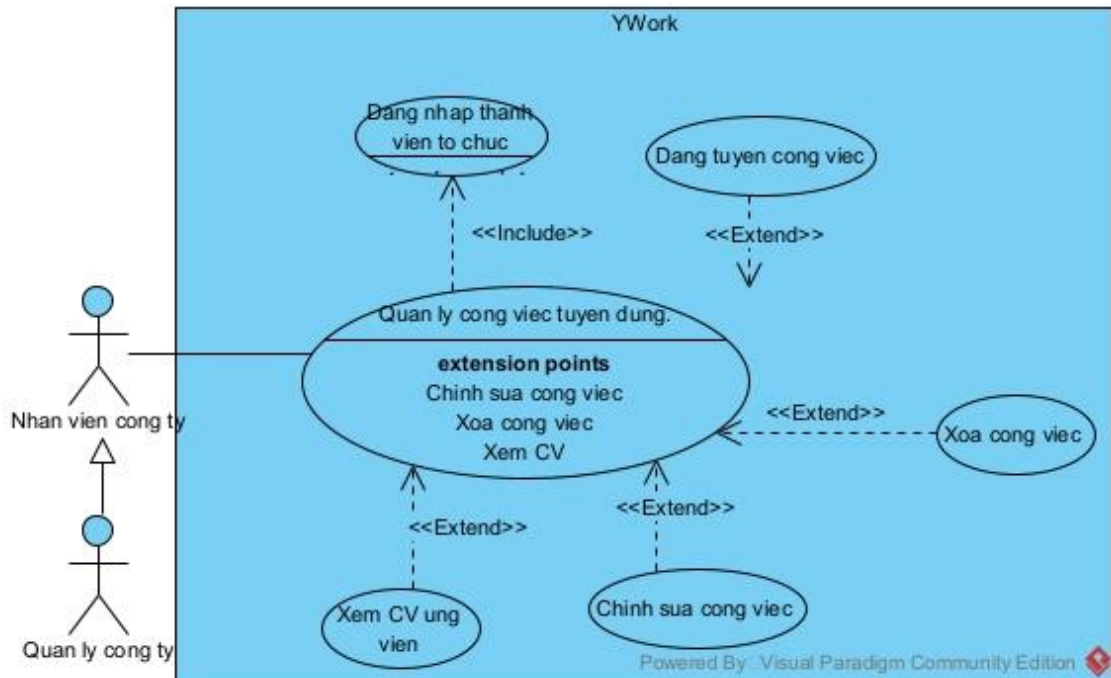 YWork
Dang nhap thanh
vien to chuc
Dang tuyen cong viec
<<Include>>
<<Extend>>
Quan ly cong viec tuyen dung.
extension points
Chinh sua cong viec
Xoa cong viec
Xem CV
Nhan vien cong ty
<<Extend>>
Xoa cong viec
<<Extend>>
<<Extend>>
Xem CV ung
vien
Chinh sua cong viec
Quan ly cong ty
Powered By Visual Paradigm Community Edition